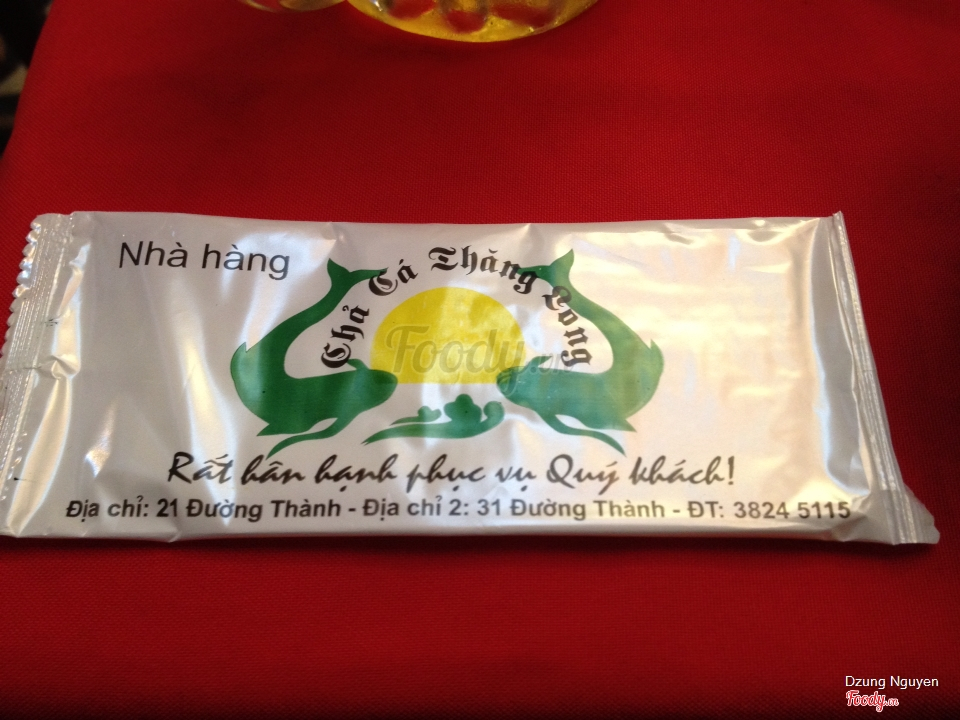 Nhà hàng
Chả Cá Thăng Long
Foody.vn
Rất hân hạnh phục vụ Quý khách!
Địa chỉ: 21 Đường Thành - Địa chỉ 2: 31 Đường Thành - ĐT: 3824 5115
Dzung Nguyen
Foody.vn